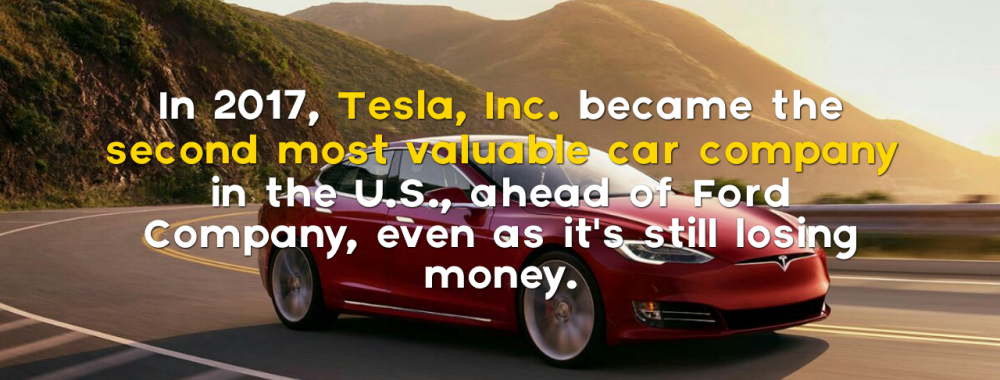 In 2017, Tesla, Inc. became the
second most valuable car company
in the U.S., ahead of Ford
Company, even as it's still losing
money.